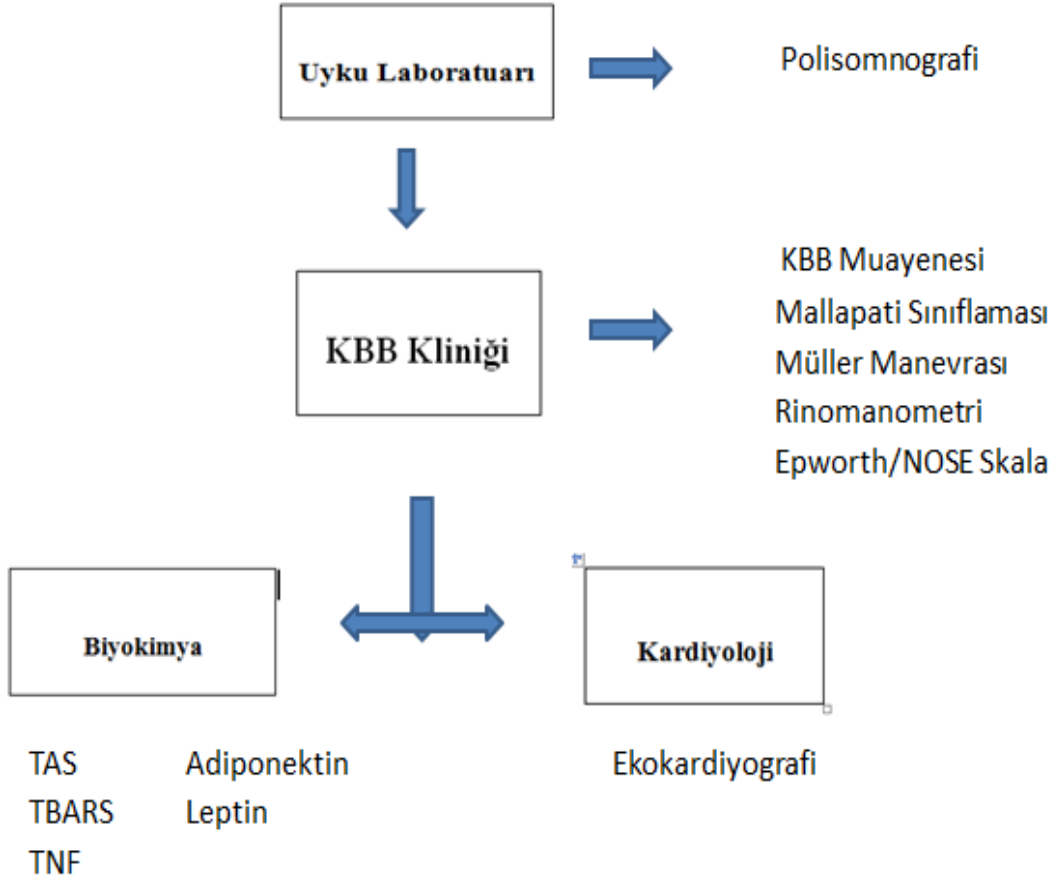 Uyku Laboratuarı
Polisomnografi
KBB Kliniği
KBB Muayenesi
Mallapati Sınıflaması
Müller Manevrası
Rinomanometri
Epworth/NOSE Skala
Biyokimya
Kardiyoloji
TAS Adiponektin
TBARS Leptin
TNF
Ekokardiyografi